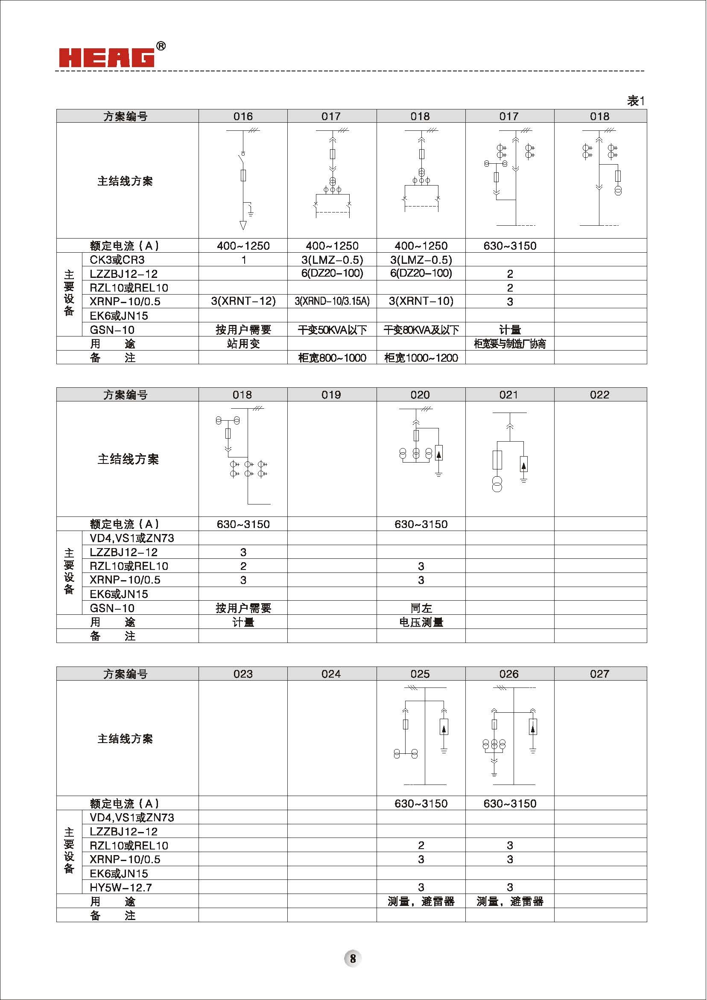 HEAG®
表1
方案编号 016 017 018 017 018
主结线方案
额定电流(A) 400~1250 400~1250 400~1250 630~3150
主要设备
CK3或CR3 1 3(LMZ-0.5) 3(LMZ-0.5)
LZZBJ12-12 6(DZ20-100) 6(DZ20-100) 2
RZL10或REL10 2
XRNP-10/0.5 3(XRNT-12) 3(XRND-10/3.15A) 3(XRNT-10) 3
EK6或JN15
GSN-10 按用户需要 干变50KVA以下 干变80KVA及以下 计量
用 途 站用变 柜宽要与制造厂协商
备 注 柜宽800~1000 柜宽1000~1200
方案编号 018 019 020 021 022
主结线方案
额定电流(A) 630~3150 630~3150
主要设备
VD4,VS1或ZN73
LZZBJ12-12 3
RZL10或REL10 2 3
XRNP-10/0.5 3 3
EK6或JN15
GSN-10 按用户需要 同左
用 途 计量 电压测量
备 注
方案编号 023 024 025 026 027
主结线方案
额定电流(A) 630~3150 630~3150
主要设备
VD4,VS1或ZN73
LZZBJ12-12
RZL10或REL10 2 3
XRNP-10/0.5 3 3
EK6或JN15
HY5W-12.7 3 3
用 途 测量，避雷器 测量，避雷器
备 注
8